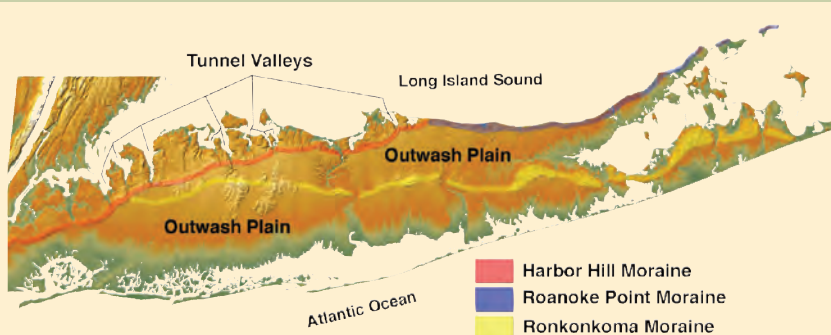 Tunnel Valleys
Long Island Sound
Outwash Plain
Outwash Plain
Atlantic Ocean
Harbor Hill Moraine
Roanoke Point Moraine
Ronkonkoma Moraine